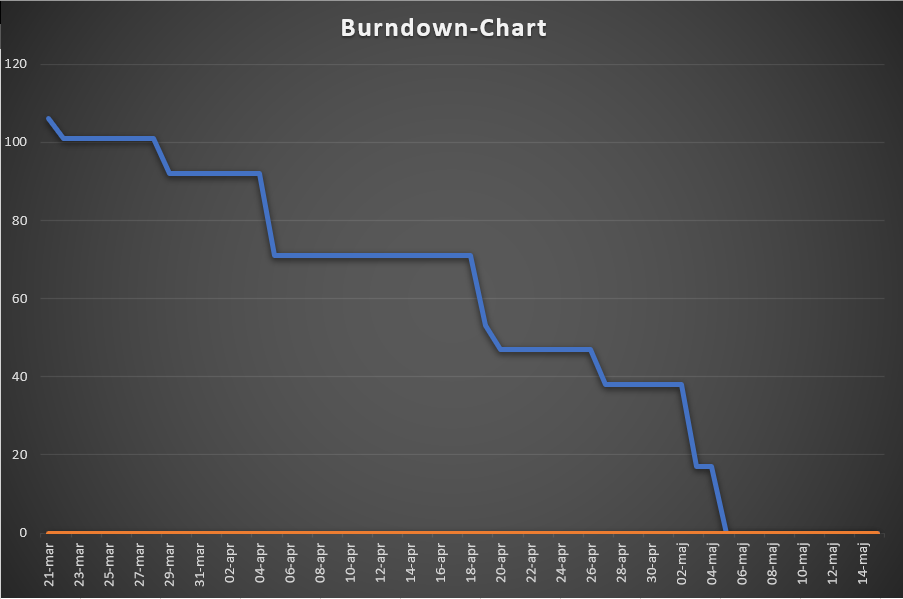 Burndown-Chart
120
100
80
60
40
20
0
21-mar
23-mar
25-mar
27-mar
29-mar
31-mar
02-apr
04-apr
06-apr
08-apr
10-apr
12-apr
14-apr
16-apr
18-apr
20-apr
22-apr
24-apr
26-apr
28-apr
30-apr
02-maj
04-maj
06-maj
08-maj
10-maj
12-maj
14-maj